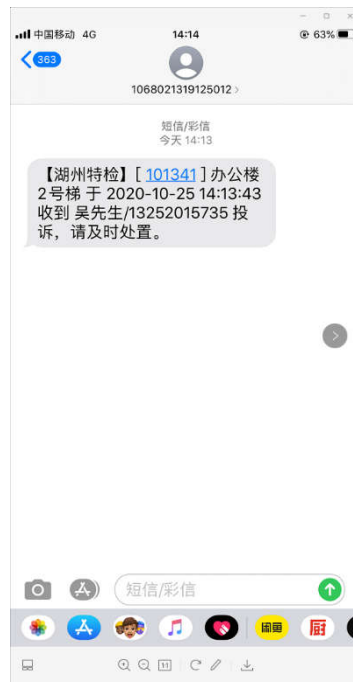 中国移动 4G
14:14
63%
363
1068021319125012
短信/彩信
今天 14:13
【湖州特检】[ 101341 ] 办公楼
2号梯 于 2020-10-25 14:13:43
收到 吴先生/13252015735 投
诉，请及时处置。
短信/彩信